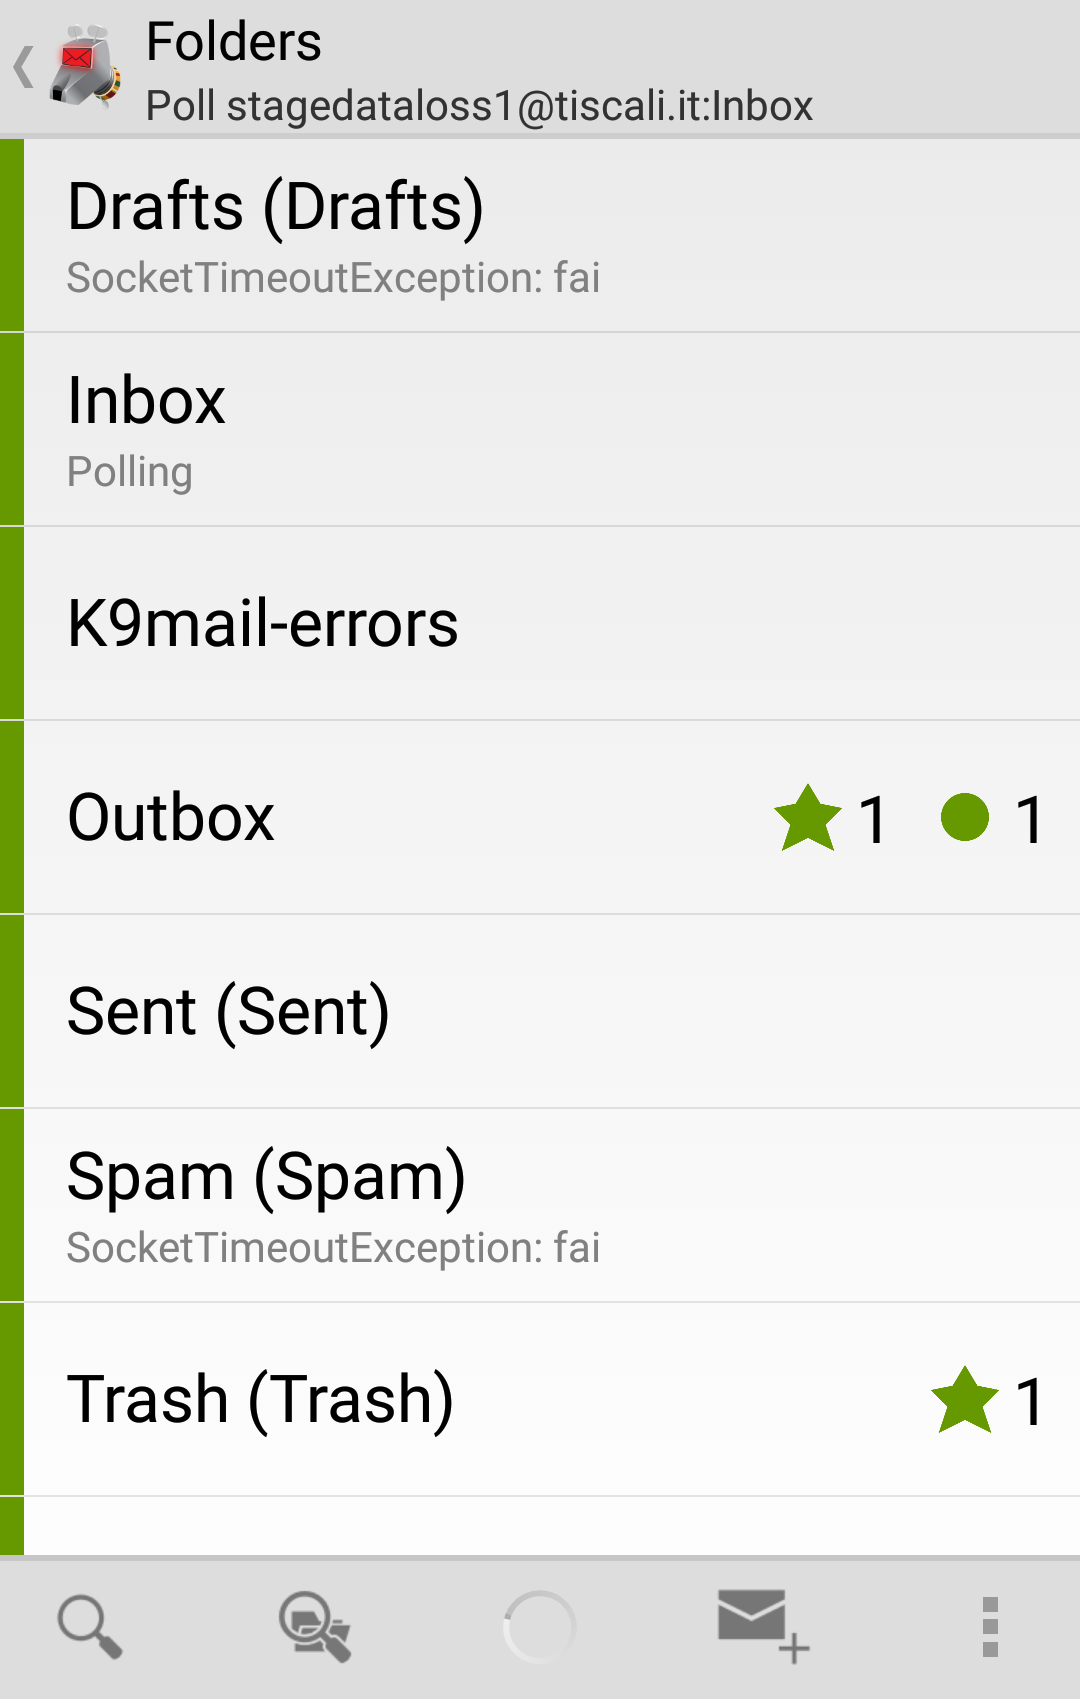 Folders
Poll stagedataloss1@tiscali.it:Inbox
Drafts (Drafts)
SocketTimeoutException: fai
Inbox
Polling
K9mail-errors
Outbox 1 1
Sent (Sent)
Spam (Spam)
SocketTimeoutException: fai
Trash (Trash) 1